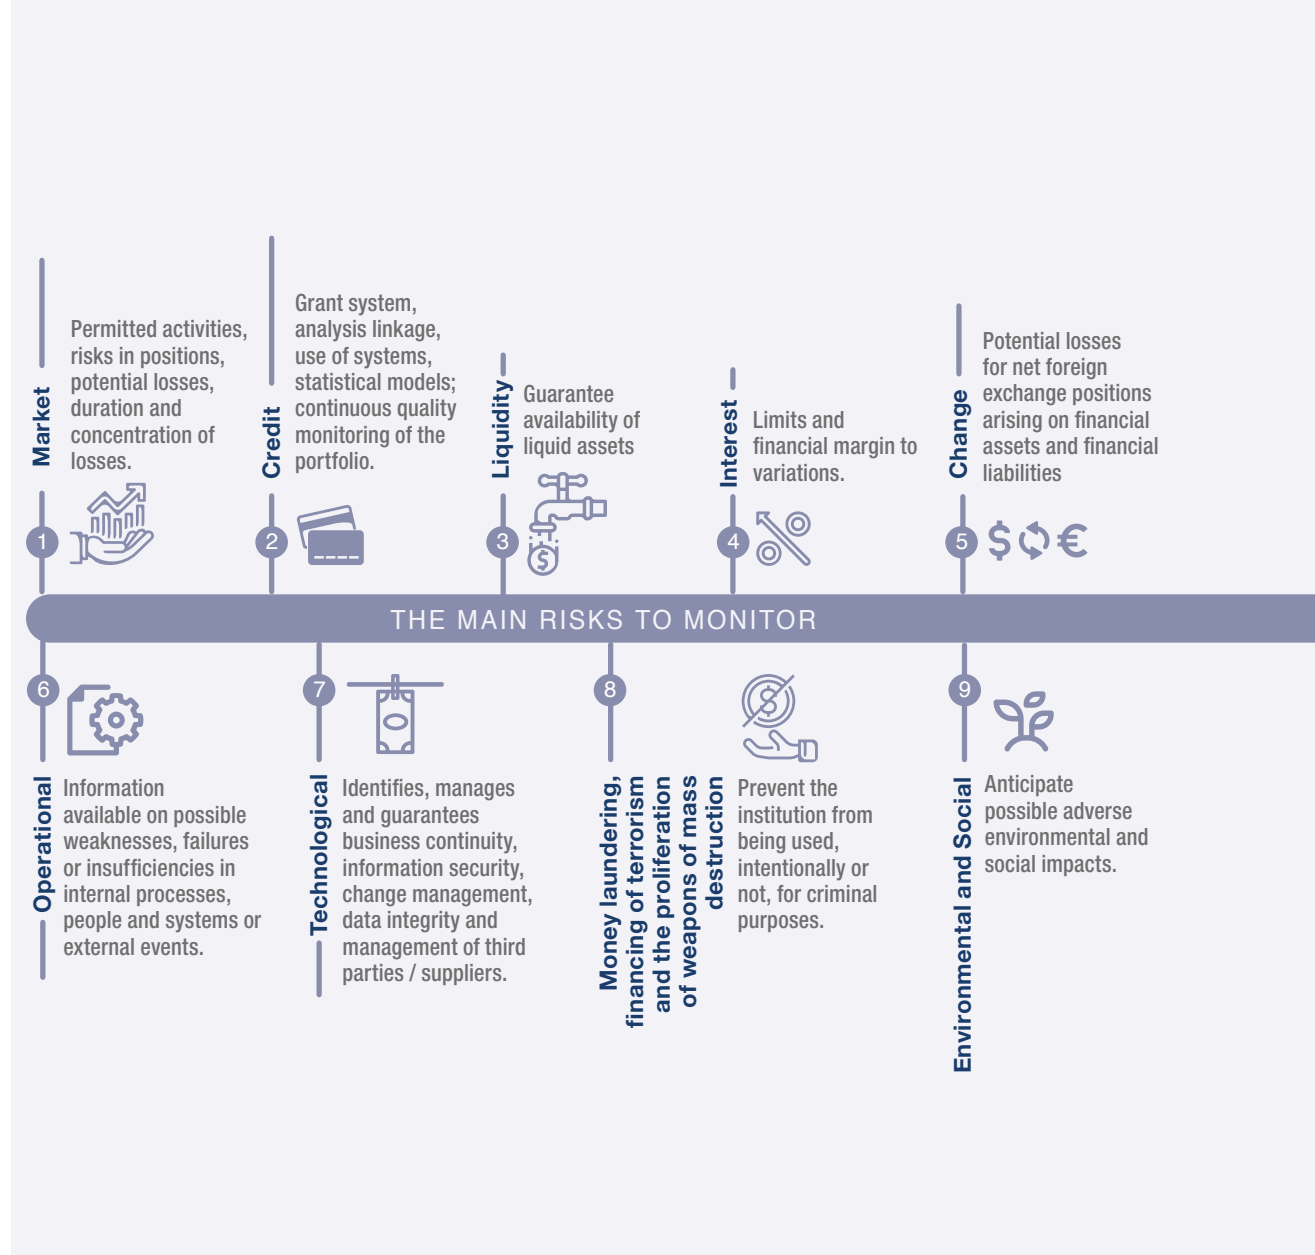 Market
Permitted activities,
risks in positions,
potential losses,
duration and
concentration of
losses.
1
Credit
Grant system,
analysis linkage,
use of systems,
statistical models;
continuous quality
monitoring of the
portfolio.
2
Liquidity
Guarantee
availability of
liquid assets
3
$
Interest
Limits and
financial margin to
variations.
4
Change
Potential losses
for net foreign
exchange positions
arising on financial
assets and financial
liabilities
5
$ €
THE MAIN RISKS TO MONITOR
6
Operational
Information
available on possible
weaknesses, failures
or insufficiencies in
internal processes,
people and systems or
external events.
7
Technological
Identifies, manages
and guarantees
business continuity,
information security,
change management,
data integrity and
management of third
parties / suppliers.
8
$
Money laundering,
financing of terrorism
and the proliferation
of weapons of mass
destruction
Prevent the
institution from
being used,
intentionally or
not, for criminal
purposes.
9
Environmental and Social
Anticipate
possible adverse
environmental and
social impacts.